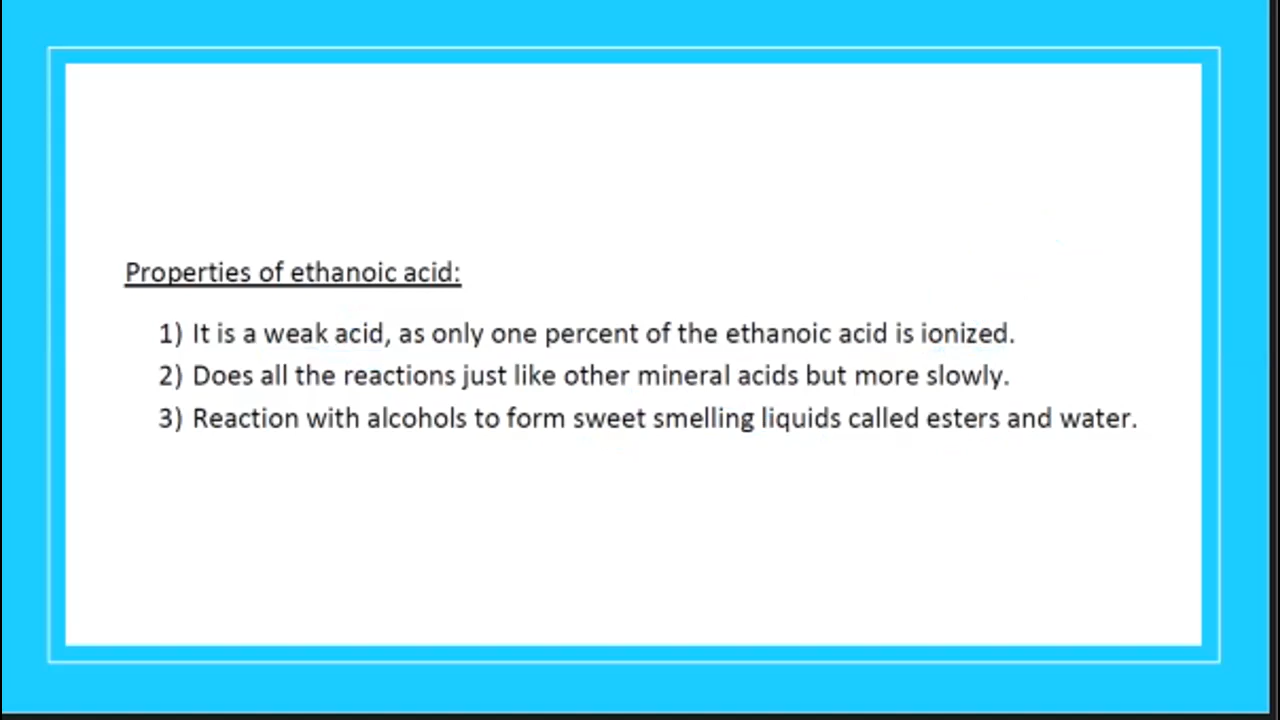 Properties of ethanoic acid:
1) It is a weak acid, as only one percent of the ethanoic acid is ionized.
2) Does all the reactions just like other mineral acids but more slowly.
3) Reaction with alcohols to form sweet smelling liquids called esters and water.